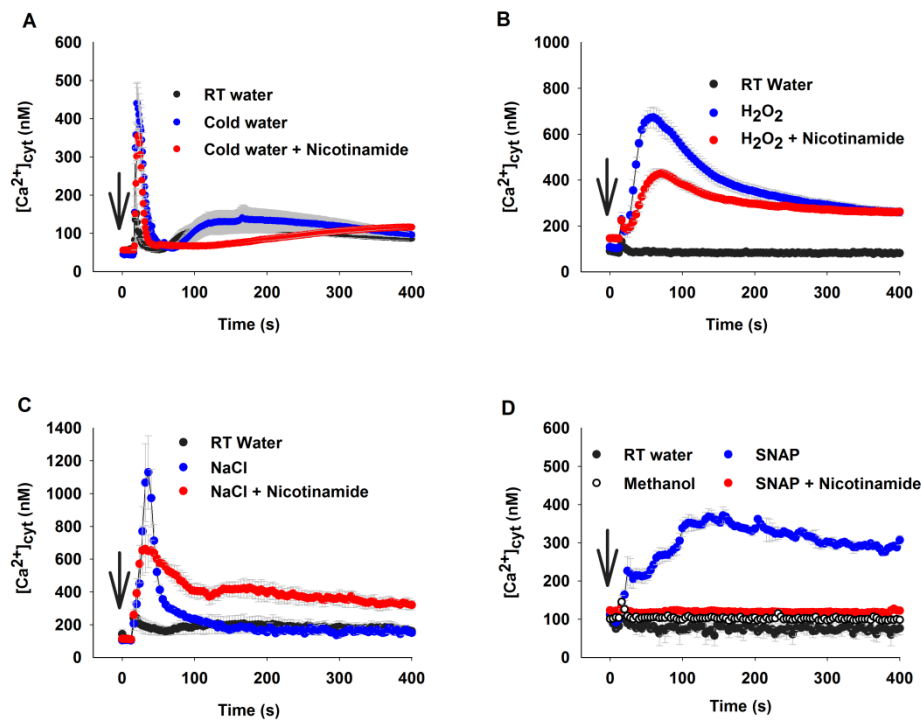 A
[Ca²⁺]cyt (nM)
600
500
400
300
200
100
0
RT water
Cold water
Cold water + Nicotinamide
0 100 200 300 400
Time (s)
B
[Ca²⁺]cyt (nM)
1000
800
600
400
200
0
RT Water
H₂O₂
H₂O₂ + Nicotinamide
0 100 200 300 400
Time (s)
C
[Ca²⁺]cyt (nM)
1400
1200
1000
800
600
400
200
0
RT Water
NaCl
NaCl + Nicotinamide
0 100 200 300 400
Time (s)
D
[Ca²⁺]cyt (nM)
600
500
400
300
200
100
0
RT water SNAP
Methanol SNAP + Nicotinamide
0 100 200 300 400
Time (s)